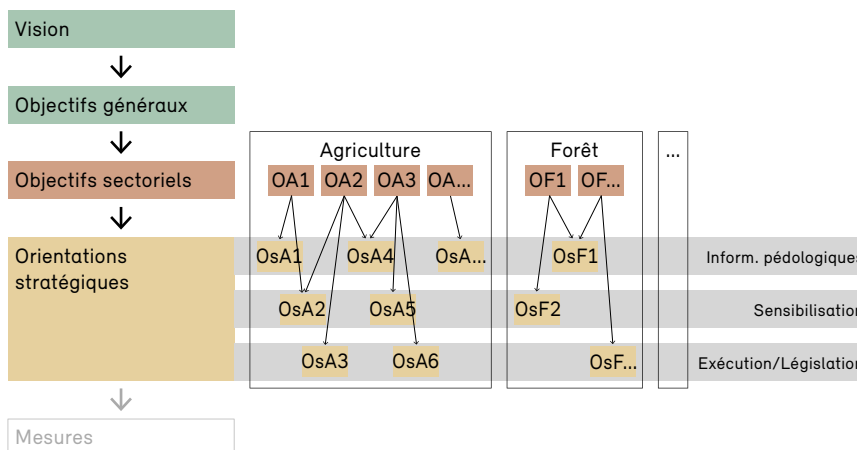 Vision
Objectifs généraux
Agriculture
Forêt
...
Objectifs sectoriels
OA1
OA2
OA3
OA...
OF1
OF...
Orientations
stratégiques
OsA1
OsA4
OsA...
OsF1
Inform. pédologiques
OsA2
OsA5
OsF2
Sensibilisation
OsA3
OsA6
OsF...
Exécution/Législation
Mesures